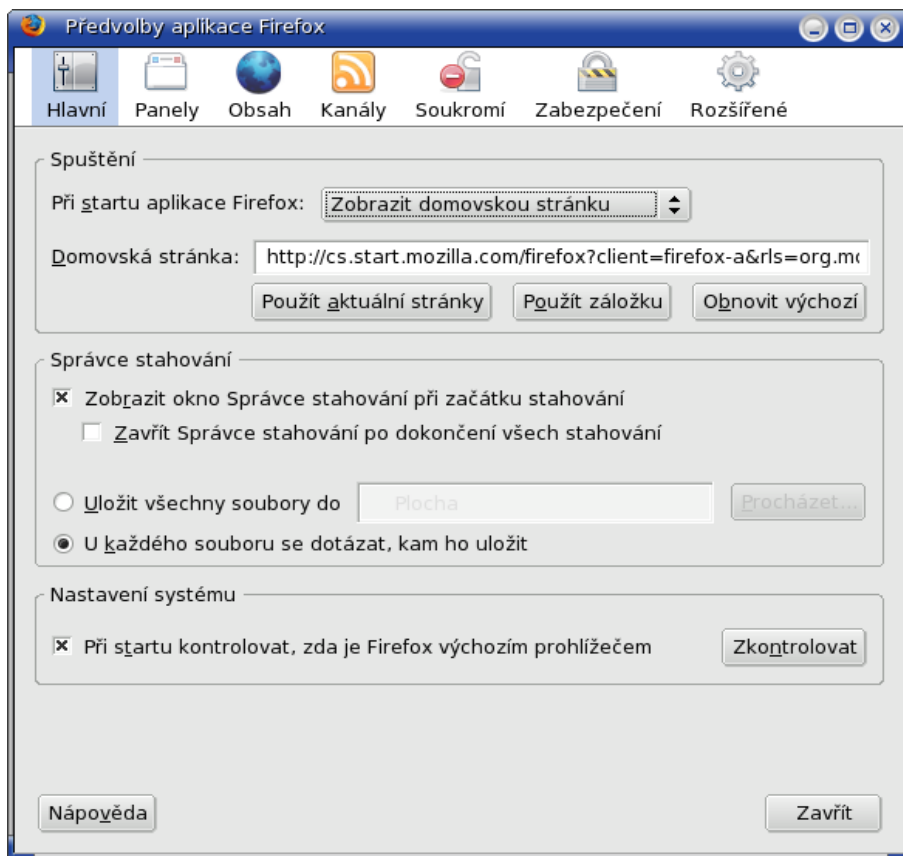 Předvolby aplikace Firefox
Hlavní Panely Obsah Kanály Soukromí Zabezpečení Rozšířené
Spuštění
Při startu aplikace Firefox: Zobrazit domovskou stránku
Domovská stránka: http://cs.start.mozilla.com/firefox?client=firefox-a&rls=org.mo
Použít aktuální stránky Použít záložku Obnovit výchozí
Správce stahování
Zobrazit okno Správce stahování při začátku stahování
Zavřít Správce stahování po dokončení všech stahování
Uložit všechny soubory do Plocha Procházet...
U každého souboru se dotázat, kam ho uložit
Nastavení systému
Při startu kontrolovat, zda je Firefox výchozím prohlížečem Zkontrolovat
Nápověda Zavřít